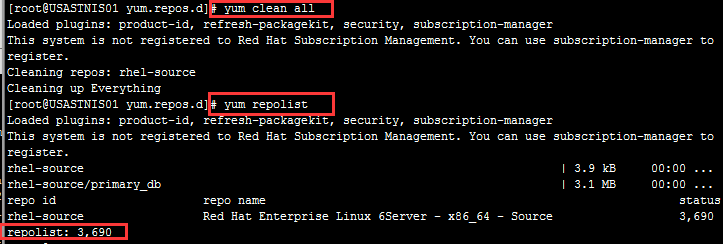 [root@USASTNIS01 yum.repos.d]# yum clean all
Loaded plugins: product-id, refresh-packagekit, security, subscription-manager
This system is not registered to Red Hat Subscription Management. You can use subscription-manager to
register.
Cleaning repos: rhel-source
Cleaning up Everything
[root@USASTNIS01 yum.repos.d]# yum repolist
Loaded plugins: product-id, refresh-packagekit, security, subscription-manager
This system is not registered to Red Hat Subscription Management. You can use subscription-manager to
register.
rhel-source | 3.9 kB 00:00 ...
rhel-source/primary_db | 3.1 MB 00:00 ...
repo id repo name status
rhel-source Red Hat Enterprise Linux 6Server - x86_64 - Source 3,690
repolist: 3,690